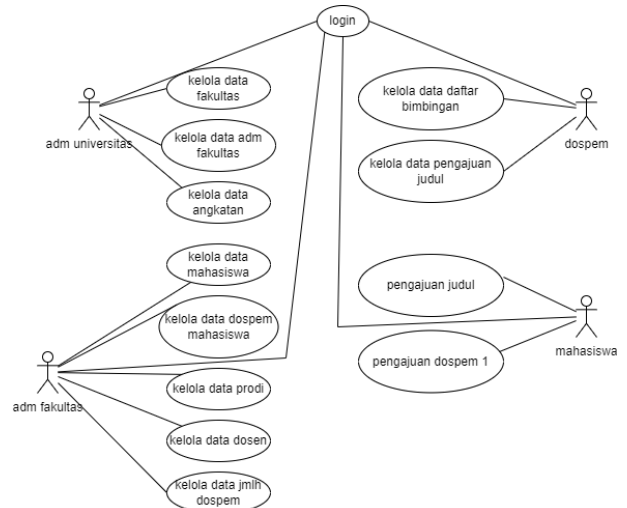 login
kelola data
fakultas
adm universitas
kelola data adm
fakultas
kelola data
angkatan
kelola data daftar
bimbingan
dospem
kelola data pengajuan
judul
kelola data
mahasiswa
kelola data dospem
mahasiswa
adm fakultas
kelola data prodi
kelola data dosen
kelola data jmlh
dospem
pengajuan judul
mahasiswa
pengajuan dospem 1